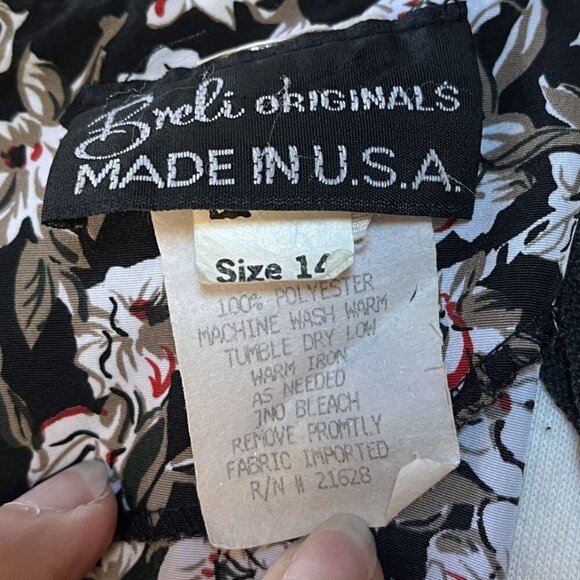 Breli ORIGINALS
MADE IN U.S.A.
Size 14
100% POLYESTER
MACHINE WASH WARM
TUMBLE DRY LOW
WARM IRON
AS NEEDED
NO BLEACH
REMOVE PROMTLY
FABRIC IMPORTED
R/N # 21628